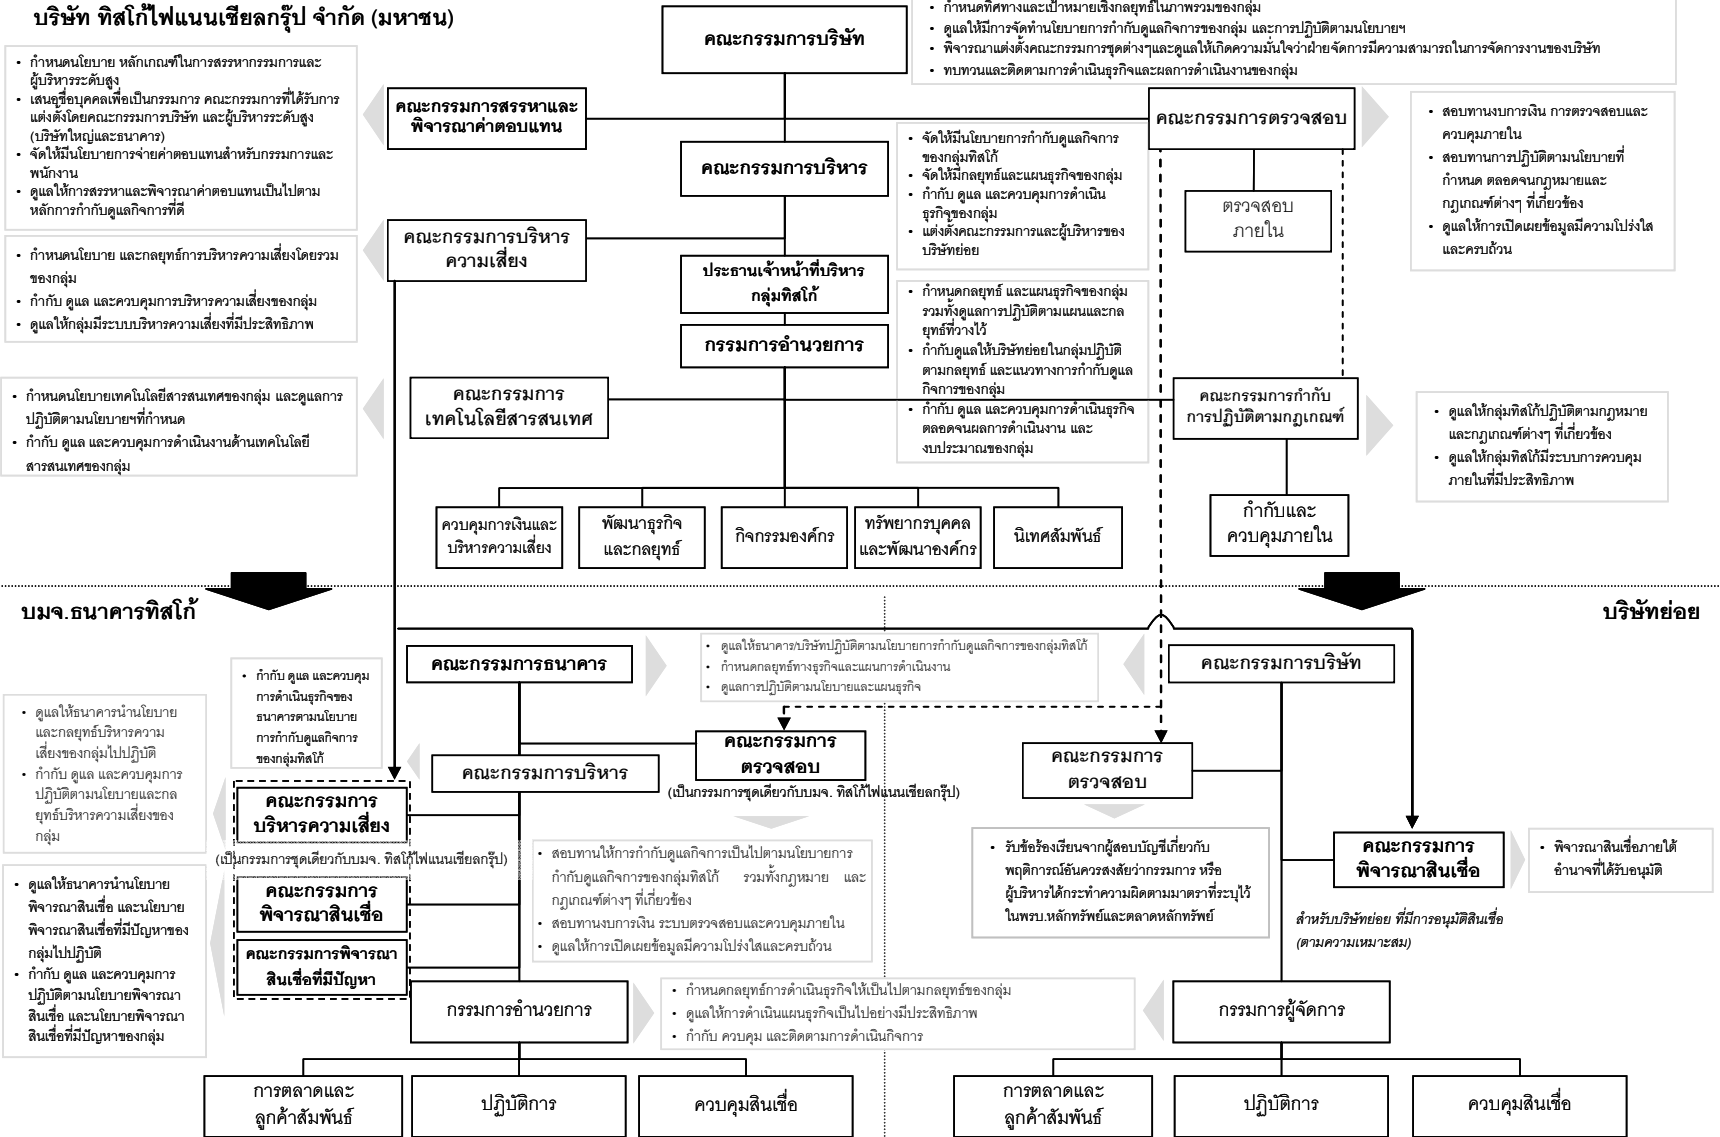 บริษัท ทิสโก้ไฟแนนเชียลกรุ๊ป จำกัด (มหาชน)
คณะกรรมการบริษัท
• กำหนดทิศทางและเป้าหมายเชิงกลยุทธ์ในภาพรวมของกลุ่ม
• ดูแลให้มีการจัดทำนโยบายการกำกับดูแลกิจการของกลุ่ม และการปฏิบัติตามนโยบายฯ
• พิจารณาแต่งตั้งคณะกรรมการชุดต่างๆและดูแลให้เกิดความมั่นใจว่าฝ่ายจัดการมีความสามารถในการจัดการงานของบริษัท
• ทบทวนและติดตามการดำเนินธุรกิจและผลการดำเนินงานของกลุ่ม
• กำหนดนโยบาย หลักเกณฑ์ในการสรรหากรรมการและ
ผู้บริหารระดับสูง
• เสนอชื่อบุคคลเพื่อเป็นกรรมการ คณะกรรมการที่ได้รับการ
แต่งตั้งโดยคณะกรรมการบริษัท และผู้บริหารระดับสูง
(บริษัทใหญ่และธนาคาร)
• จัดให้มีนโยบายการจ่ายค่าตอบแทนสำหรับกรรมการและ
พนักงาน
• ดูแลให้การสรรหาและพิจารณาค่าตอบแทนเป็นไปตาม
หลักการกำกับดูแลกิจการที่ดี
คณะกรรมการสรรหาและ
พิจารณาค่าตอบแทน
คณะกรรมการตรวจสอบ
• สอบทานงบการเงิน การตรวจสอบและ
ควบคุมภายใน
• สอบทานการปฏิบัติตามนโยบายที่
กำหนด ตลอดจนกฎหมายและ
กฎเกณฑ์ต่างๆ ที่เกี่ยวข้อง
• ดูแลให้การเปิดเผยข้อมูลมีความโปร่งใส
และครบถ้วน
คณะกรรมการบริหาร
• จัดให้มีนโยบายการกำกับดูแลกิจการ
ของกลุ่มทิสโก้
• จัดให้มีกลยุทธ์และแผนธุรกิจของกลุ่ม
• กำกับ ดูแล และควบคุมการดำเนิน
ธุรกิจของกลุ่ม
• แต่งตั้งคณะกรรมการและผู้บริหารของ
บริษัทย่อย
ตรวจสอบ
ภายใน
• กำหนดนโยบาย และกลยุทธ์การบริหารความเสี่ยงโดยรวม
ของกลุ่ม
• กำกับ ดูแล และควบคุมการบริหารความเสี่ยงของกลุ่ม
• ดูแลให้กลุ่มมีระบบบริหารความเสี่ยงที่มีประสิทธิภาพ
คณะกรรมการบริหาร
ความเสี่ยง
ประธานเจ้าหน้าที่บริหาร
กลุ่มทิสโก้
กรรมการอำนวยการ
• กำหนดกลยุทธ์ และแผนธุรกิจของกลุ่ม
รวมทั้งดูแลการปฏิบัติตามแผนและกล
ยุทธ์ที่วางไว้
• กำกับดูแลให้บริษัทย่อยในกลุ่มปฏิบัติ
ตามกลยุทธ์ และแนวทางการกำกับดูแล
กิจการของกลุ่ม
• กำกับ ดูแล และควบคุมการดำเนินธุรกิจ
ตลอดจนผลการดำเนินงาน และ
งบประมาณของกลุ่ม
• กำหนดนโยบายเทคโนโลยีสารสนเทศของกลุ่ม และดูแลการ
ปฏิบัติตามนโยบายฯที่กำหนด
• กำกับ ดูแล และควบคุมการดำเนินงานด้านเทคโนโลยี
สารสนเทศของกลุ่ม
คณะกรรมการ
เทคโนโลยีสารสนเทศ
คณะกรรมการกำกับ
การปฏิบัติตามกฎเกณฑ์
• ดูแลให้กลุ่มทิสโก้ปฏิบัติตามกฎหมาย
และกฎเกณฑ์ต่างๆ ที่เกี่ยวข้อง
• ดูแลให้กลุ่มทิสโก้มีระบบการควบคุม
ภายในที่มีประสิทธิภาพ
กำกับและ
ควบคุมภายใน
ควบคุมการเงินและ
บริหารความเสี่ยง
พัฒนาธุรกิจ
และกลยุทธ์
กิจกรรมองค์กร
ทรัพยากรบุคคล
และพัฒนาองค์กร
นิเทศสัมพันธ์
บมจ.ธนาคารทิสโก้
บริษัทย่อย
คณะกรรมการธนาคาร
• ดูแลให้ธนาคาร/บริษัทปฏิบัติตามนโยบายการกำกับดูแลกิจการของกลุ่มทิสโก้
• กำหนดกลยุทธ์ทางธุรกิจและแผนการดำเนินงาน
• ดูแลการปฏิบัติตามนโยบายและแผนธุรกิจ
คณะกรรมการบริษัท
• กำกับ ดูแล และควบคุม
การดำเนินธุรกิจของ
ธนาคารตามนโยบาย
การกำกับดูแลกิจการ
ของกลุ่มทิสโก้
• ดูแลให้ธนาคารนำนโยบาย
และกลยุทธ์บริหารความ
เสี่ยงของกลุ่มไปปฏิบัติ
• กำกับ ดูแล และควบคุมการ
ปฏิบัติตามนโยบายและกล
ยุทธ์บริหารความเสี่ยงของ
กลุ่ม
คณะกรรมการบริหาร
คณะกรรมการ
ตรวจสอบ
(เป็นกรรมการชุดเดียวกับบมจ. ทิสโก้ไฟแนนเชียลกรุ๊ป)
คณะกรรมการ
ตรวจสอบ
คณะกรรมการ
บริหารความเสี่ยง
(เป็นกรรมการชุดเดียวกับบมจ. ทิสโก้ไฟแนนเชียลกรุ๊ป)
• สอบทานให้การกำกับดูแลกิจการเป็นไปตามนโยบายการ
กำกับดูแลกิจการของกลุ่มทิสโก้ รวมทั้งกฎหมาย และ
กฎเกณฑ์ต่างๆ ที่เกี่ยวข้อง
• สอบทานงบการเงิน ระบบตรวจสอบและควบคุมภายใน
• ดูแลให้การเปิดเผยข้อมูลมีความโปร่งใสและครบถ้วน
• รับข้อร้องเรียนจากผู้สอบบัญชีเกี่ยวกับ
พฤติการณ์อันควรสงสัยว่ากรรมการ หรือ
ผู้บริหารได้กระทำความผิดตามมาตราที่ระบุไว้
ในพรบ.หลักทรัพย์และตลาดหลักทรัพย์
คณะกรรมการ
พิจารณาสินเชื่อ
• พิจารณาสินเชื่อภายใต้
อำนาจที่ได้รับอนุมัติ
สำหรับบริษัทย่อย ที่มีการอนุมัติสินเชื่อ
(ตามความเหมาะสม)
• ดูแลให้ธนาคารนำนโยบาย
พิจารณาสินเชื่อ และนโยบาย
พิจารณาสินเชื่อที่มีปัญหาของ
กลุ่มไปปฏิบัติ
• กำกับ ดูแล และควบคุมการ
ปฏิบัติตามนโยบายพิจารณา
สินเชื่อ และนโยบายพิจารณา
สินเชื่อที่มีปัญหาของกลุ่ม
คณะกรรมการ
พิจารณาสินเชื่อ
คณะกรรมการพิจารณา
สินเชื่อที่มีปัญหา
กรรมการอำนวยการ
• กำหนดกลยุทธ์การดำเนินธุรกิจให้เป็นไปตามกลยุทธ์ของกลุ่ม
• ดูแลให้การดำเนินแผนธุรกิจเป็นไปอย่างมีประสิทธิภาพ
• กำกับ ควบคุม และติดตามการดำเนินกิจการ
กรรมการผู้จัดการ
การตลาดและ
ลูกค้าสัมพันธ์
ปฏิบัติการ
ควบคุมสินเชื่อ
การตลาดและ
ลูกค้าสัมพันธ์
ปฏิบัติการ
ควบคุมสินเชื่อ